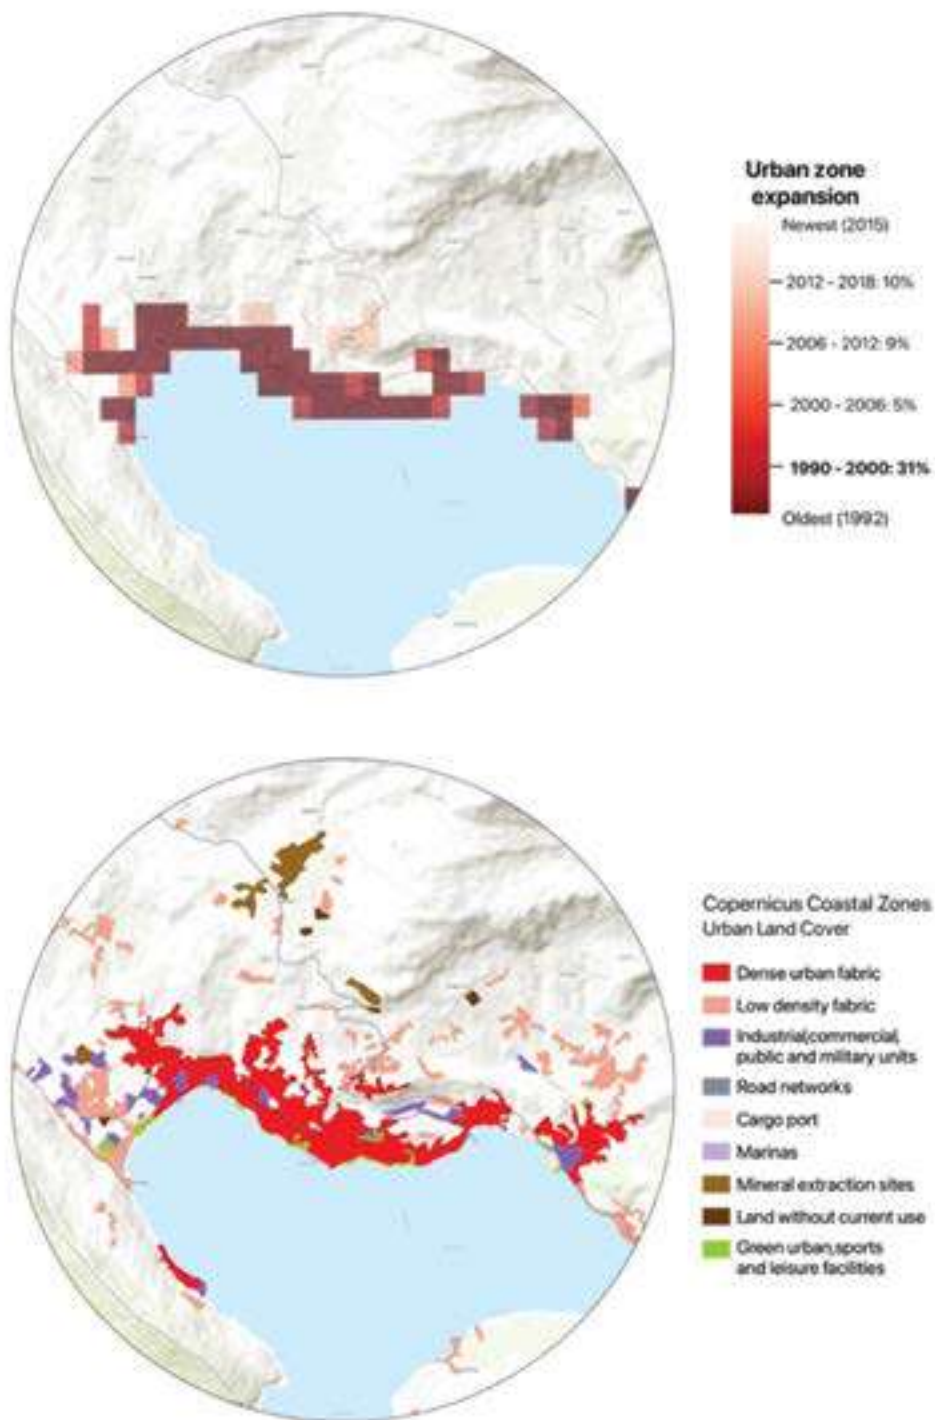 Urban zone
expansion
Newest (2015)
2012 - 2018: 10%
2006 - 2012: 9%
2000 - 2006: 5%
1990 - 2000: 31%
Oldest (1992)
Copernicus Coastal Zones
Urban Land Cover
Dense urban fabric
Low density fabric
Industrial,commercial,
public and military units
Road networks
Cargo port
Marinas
Mineral extraction sites
Land without current use
Green urban,sports
and leisure facilities